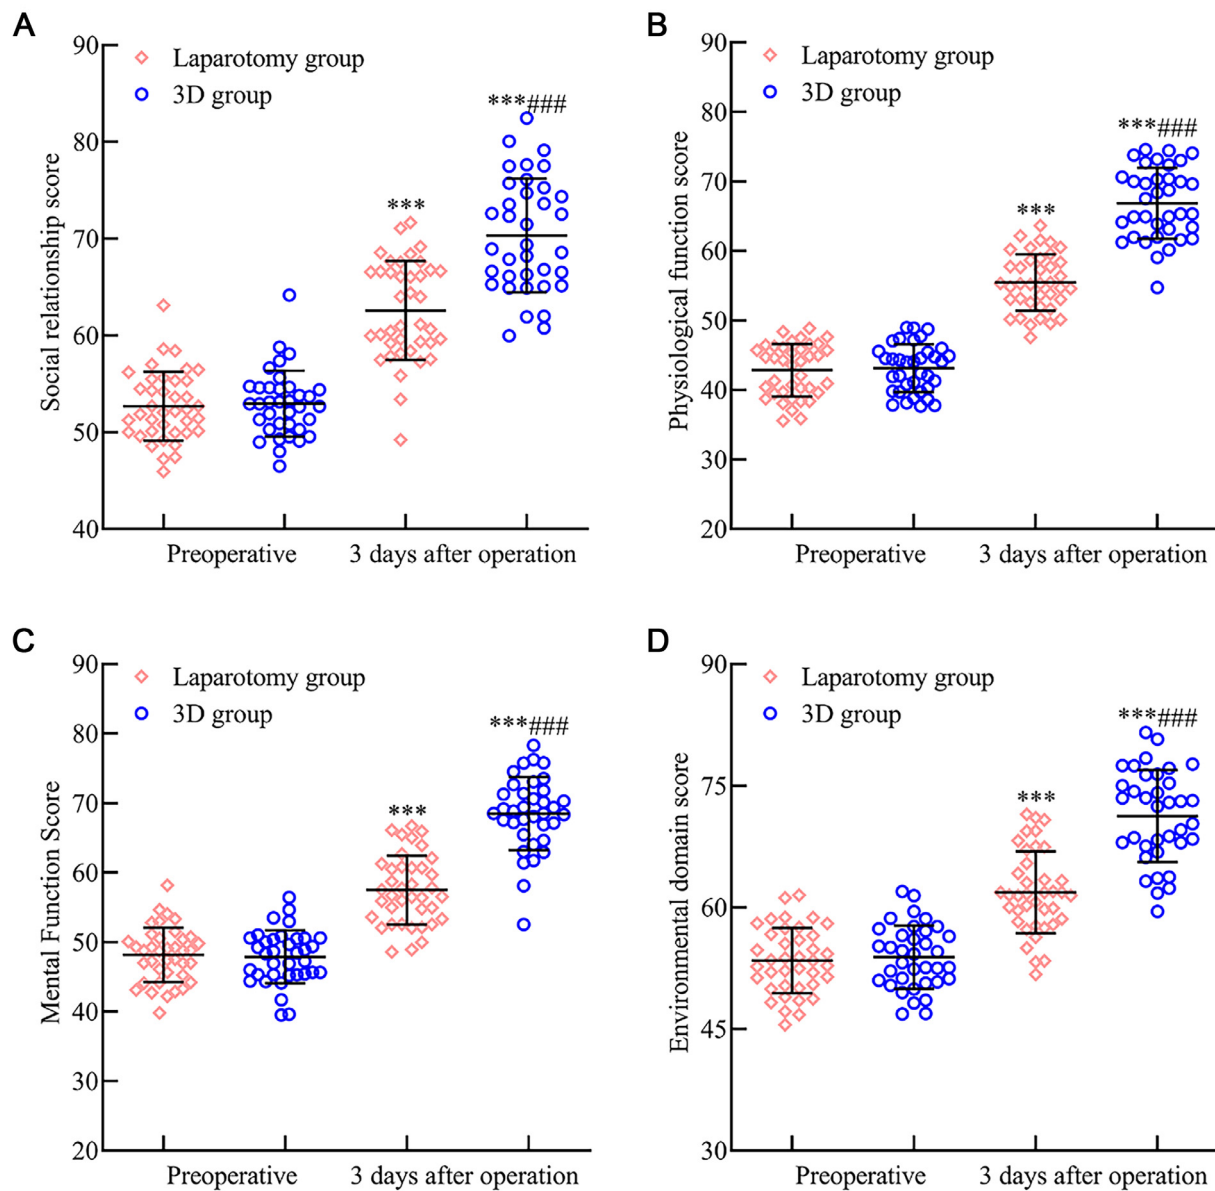 A
Social relationship score
90
80
70
60
50
40
Laparotomy group
3D group
***
***###
Preoperative
3 days after operation
B
Physiological function score
90
80
70
60
50
40
30
20
Laparotomy group
3D group
***
***###
Preoperative
3 days after operation
C
Mental Function Score
90
80
70
60
50
40
30
20
Laparotomy group
3D group
***
***###
Preoperative
3 days after operation
D
Environmental domain score
90
75
60
45
30
Laparotomy group
3D group
***
***###
Preoperative
3 days after operation